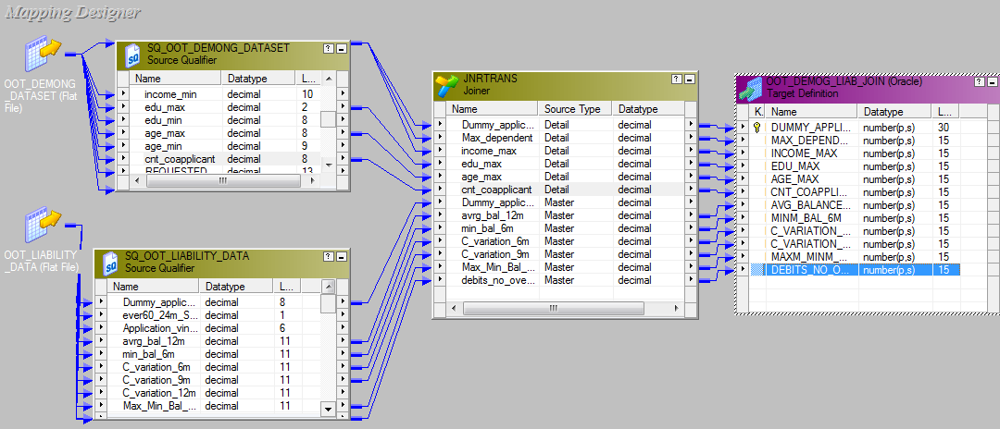 Mapping Designer
OOT_DEMONG
_DATASET (Flat
File)
SQ_OOT_DEMONG_DATASET
Source Qualifier
Name Datatype L...
income_min decimal 10
edu_max decimal 2
edu_min decimal 8
age_max decimal 8
age_min decimal 9
cnt_coapplicant decimal 8
REQUESTED decimal 13
OOT_LIABILITY
_DATA (Flat File)
SQ_OOT_LIABILITY_DATA
Source Qualifier
Name Datatype L...
Dummy_applic... decimal 8
ever60_24m_S... decimal 1
Application_vin... decimal 6
avrg_bal_12m decimal 11
min_bal_6m decimal 11
C_variation_6m decimal 11
C_variation_9m decimal 11
C_variation_12m decimal 11
Max_Min_Bal_... decimal 11
JNRTRANS
Joiner
Name Source Type Datatype
Dummy_applic... Detail decimal
Max_dependent Detail decimal
income_max Detail decimal
edu_max Detail decimal
age_max Detail decimal
cnt_coapplicant Detail decimal
Dummy_applic... Master decimal
avrg_bal_12m Master decimal
min_bal_6m Master decimal
C_variation_6m Master decimal
C_variation_9m Master decimal
Max_Min_Bal_... Master decimal
debits_no_ove... Master decimal
OOT_DEMOG_LIAB_JOIN (Oracle)
Target Definition
K. Name Datatype L...
DUMMY_APPLI... number(p,s) 30
MAX_DEPEND... number(p,s) 15
INCOME_MAX number(p,s) 15
EDU_MAX number(p,s) 15
AGE_MAX number(p,s) 15
CNT_COAPPLI... number(p,s) 15
AVG_BALANCE... number(p,s) 15
MINM_BAL_6M number(p,s) 15
C_VARIATION_... number(p,s) 15
C_VARIATION_... number(p,s) 15
MAXM_MINM_... number(p,s) 15
DEBITS_NO_O... number(p,s) 15